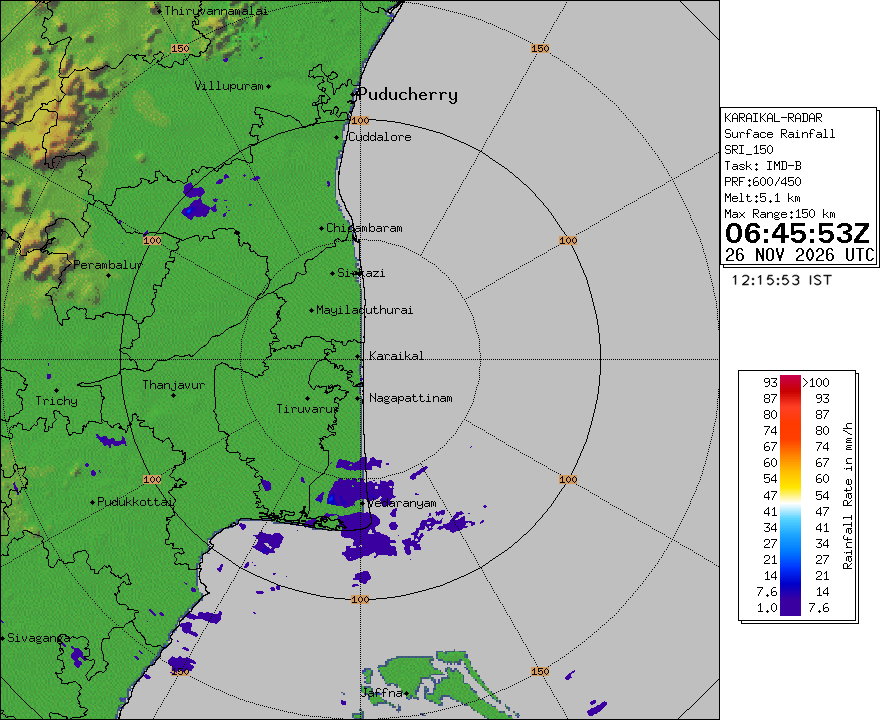 Thiruvannamalai
150
150
Villupuram
Puducherry
100
Cuddalore
Chidambaram
100
100
Perambalur
Sirkazi
Mayiladuthurai
Karaikal
Thanjavur
Trichy
Tiruvarur
Nagapattinam
100
100
Pudukkottai
Vedaranyam
100
Sivaganga
150
150
Jaffna
KARAIKAL-RADAR
Surface Rainfall
SRI_150
Task: IMD-B
PRF:600/450
Melt:5.1 km
Max Range:150 km
06:45:53Z
26 NOV 2026 UTC
12:15:53 IST
93 >100
87 93
80 87
74 80
67 74
60 67
54 60
47 54
41 47
34 41
27 34
21 27
14 21
7.6 14
1.0 7.6
Rainfall Rate in mm/h